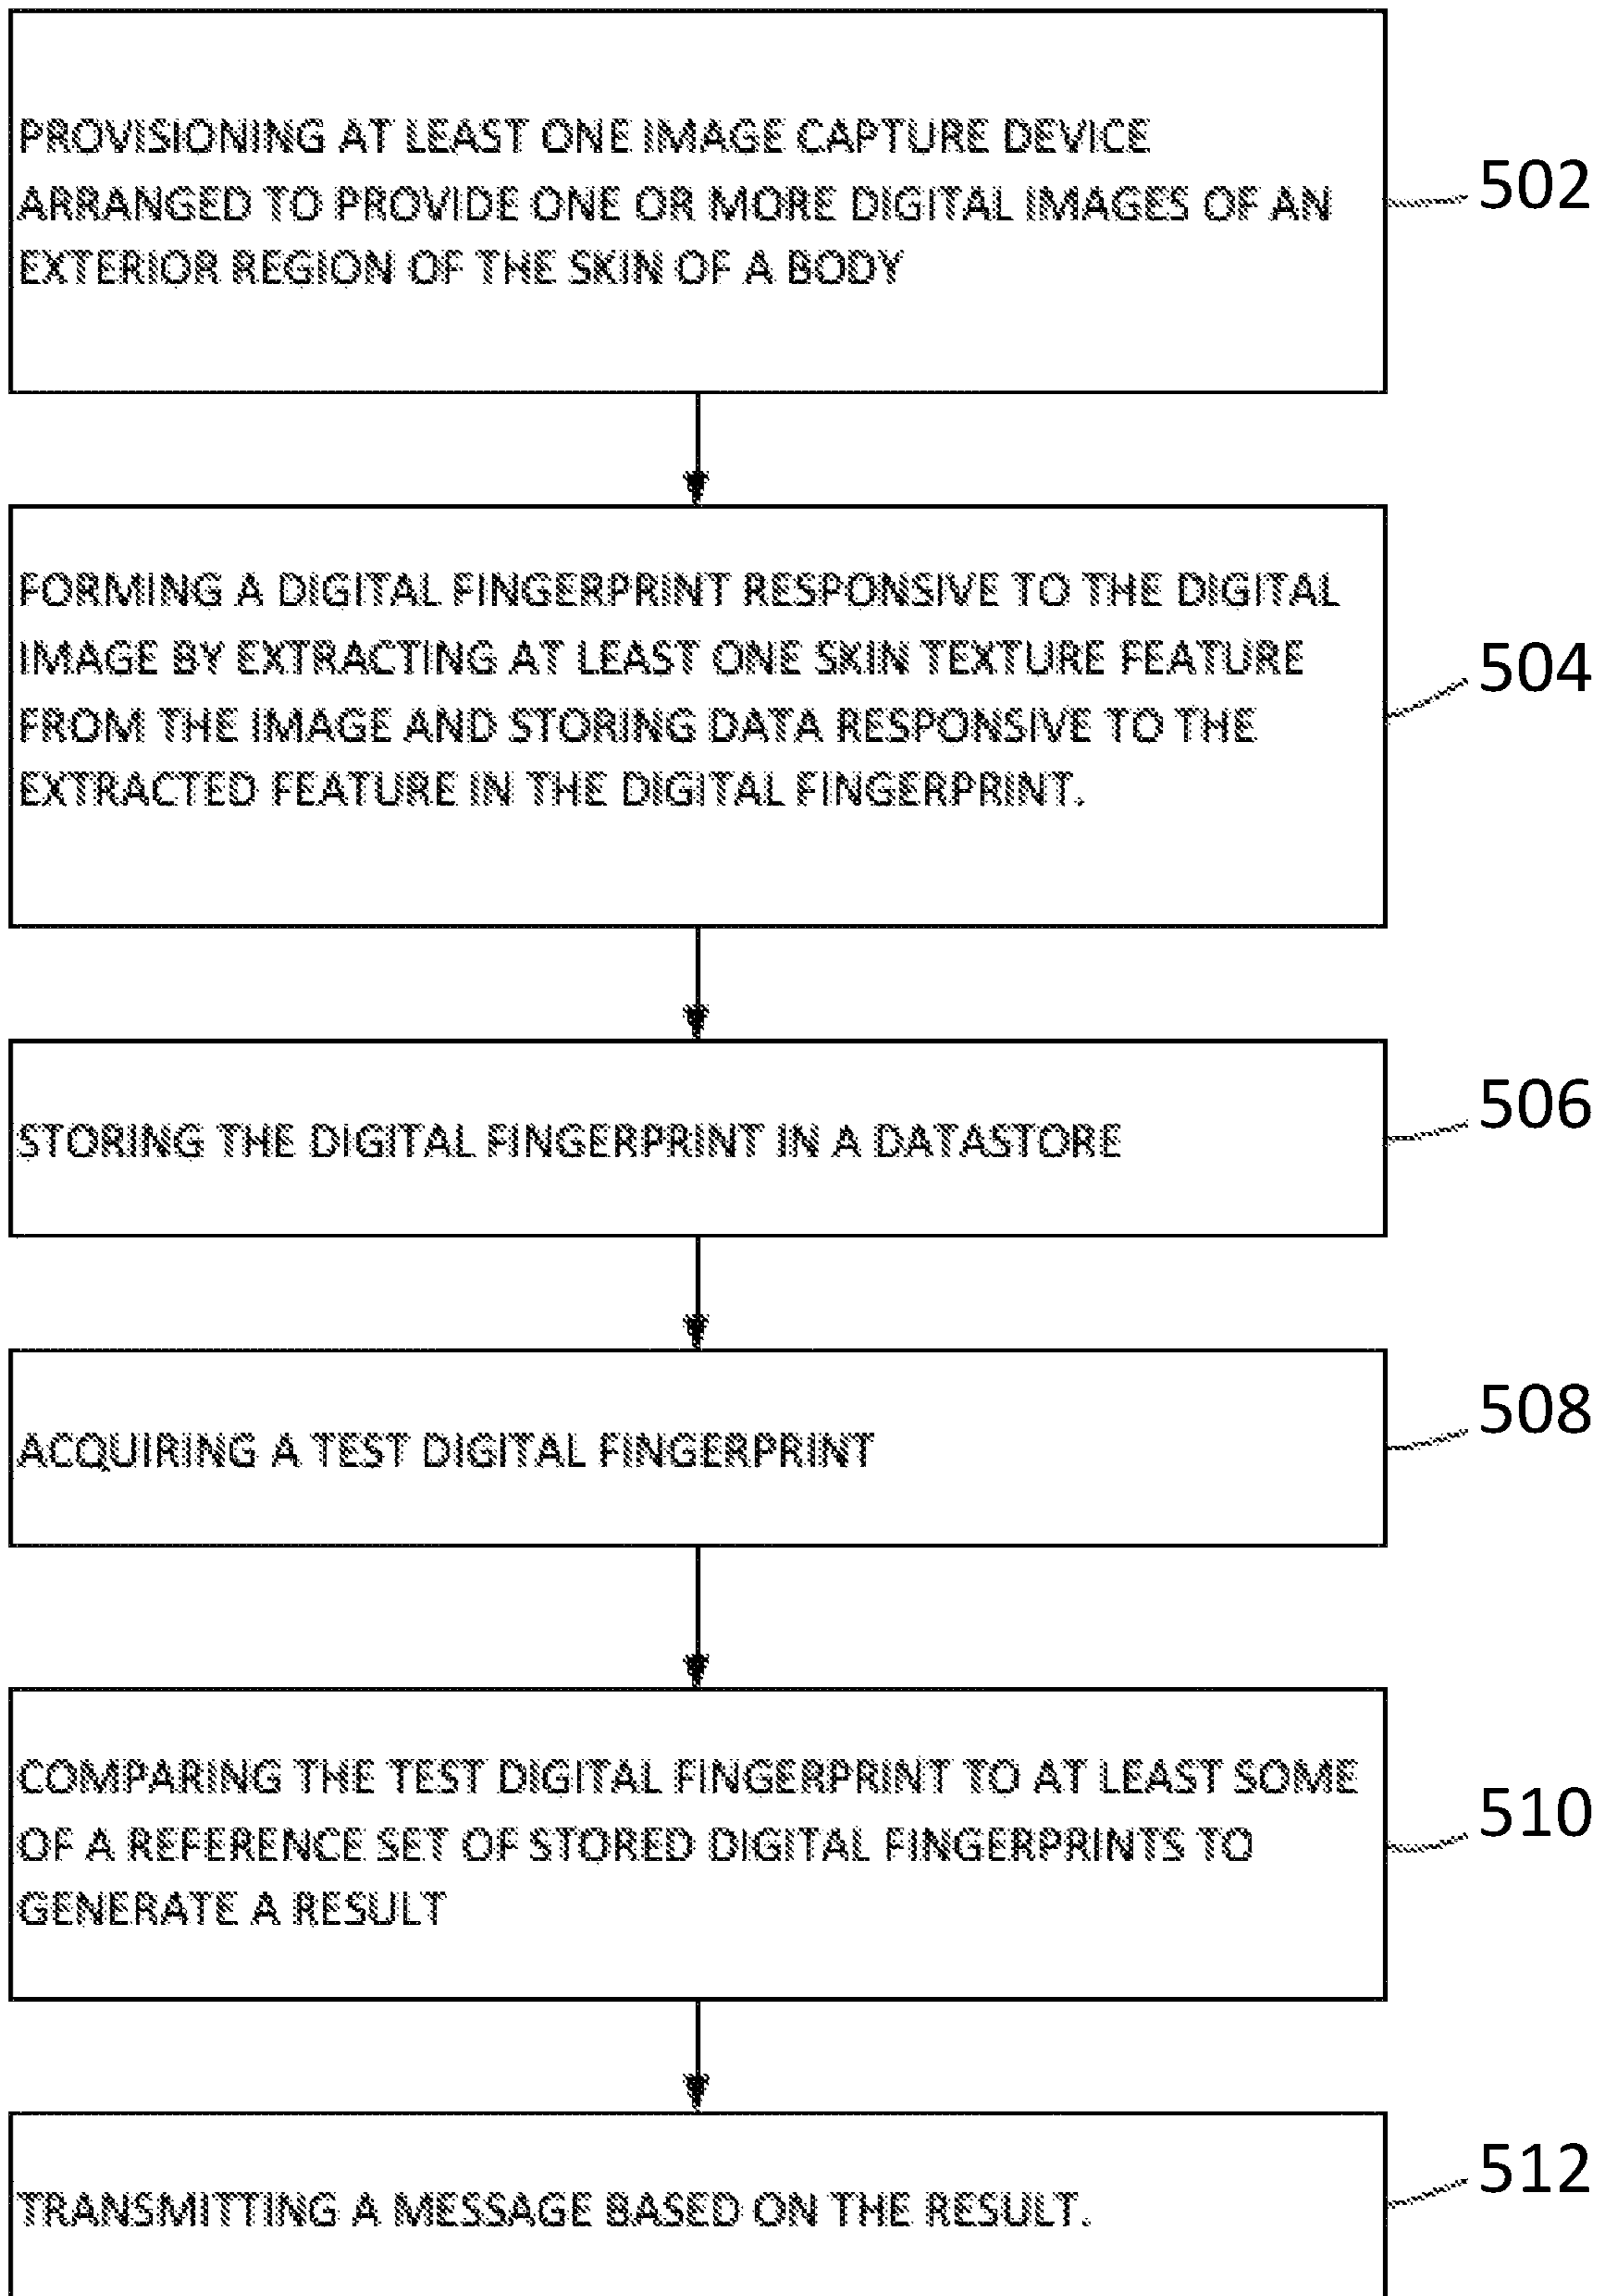 PROVISIONING AT LEAST ONE IMAGE CAPTURE DEVICE
ARRANGED TO PROVIDE ONE OR MORE DIGITAL IMAGES OF AN
EXTERIOR REGION OF THE SKIN OF A BODY
502
FORMING A DIGITAL FINGERPRINT RESPONSIVE TO THE DIGITAL
IMAGE BY EXTRACTING AT LEAST ONE SKIN TEXTURE FEATURE
FROM THE IMAGE AND STORING DATA RESPONSIVE TO THE
EXTRACTED FEATURE IN THE DIGITAL FINGERPRINT.
504
STORING THE DIGITAL FINGERPRINT IN A DATASTORE
506
ACQUIRING A TEST DIGITAL FINGERPRINT
508
COMPARING THE TEST DIGITAL FINGERPRINT TO AT LEAST SOME
OF A REFERENCE SET OF STORED DIGITAL FINGERPRINTS TO
GENERATE A RESULT
510
TRANSMITTING A MESSAGE BASED ON THE RESULT.
512